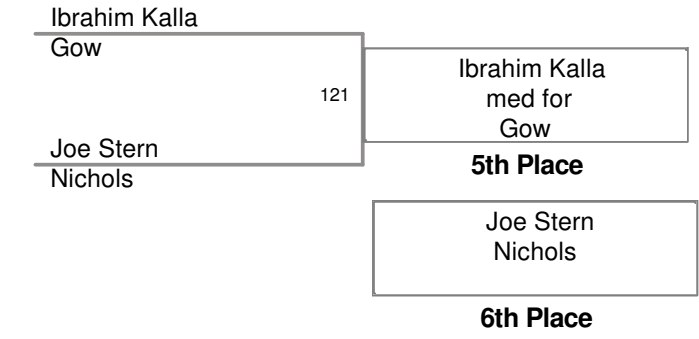 Ibrahim Kalla
Gow
121
Joe Stern
Nichols
Ibrahim Kalla
med for
Gow
5th Place
Joe Stern
Nichols
6th Place